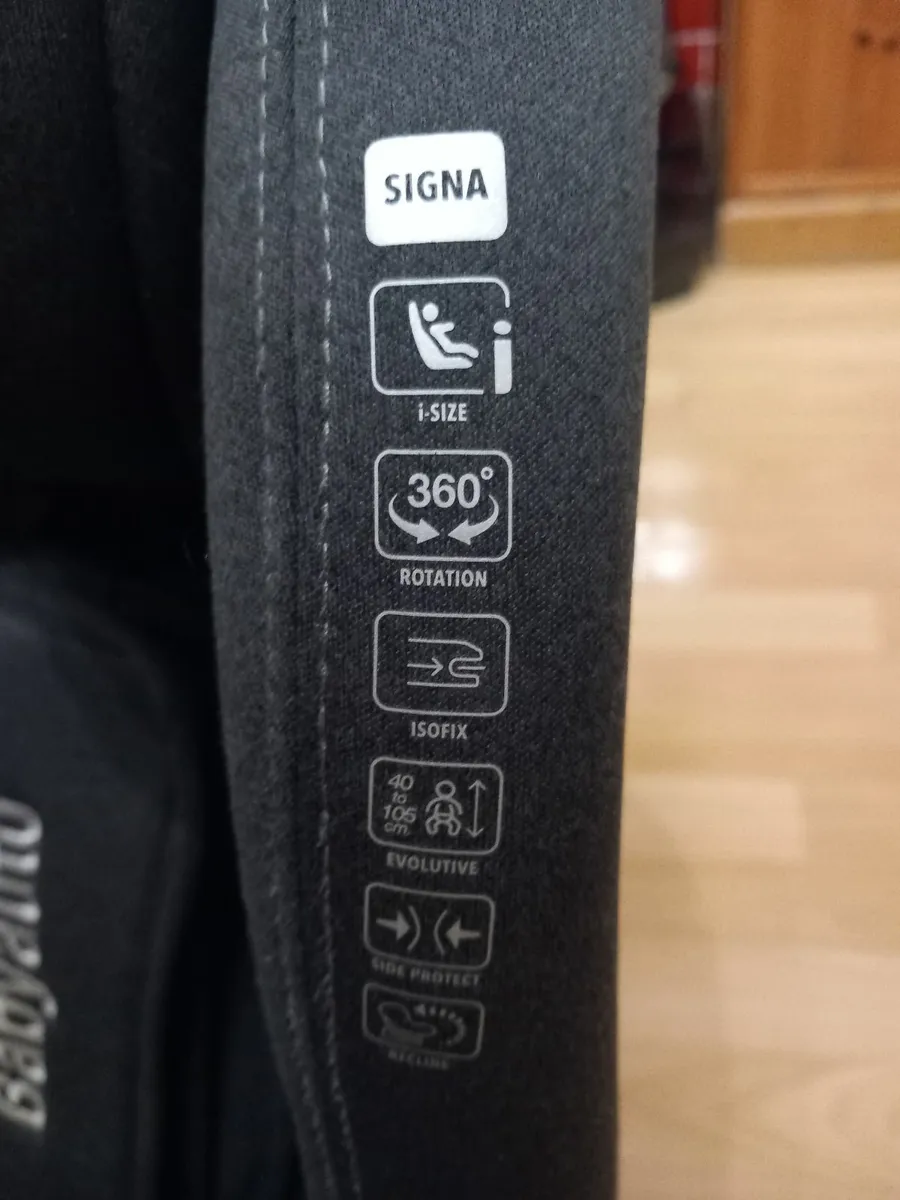 SIGNA
i
i-SIZE
360°
ROTATION
ISOFIX
40
to
105
cm.
EVOLUTIVE
SIDE PROTECT
RECLINE
Babyauto